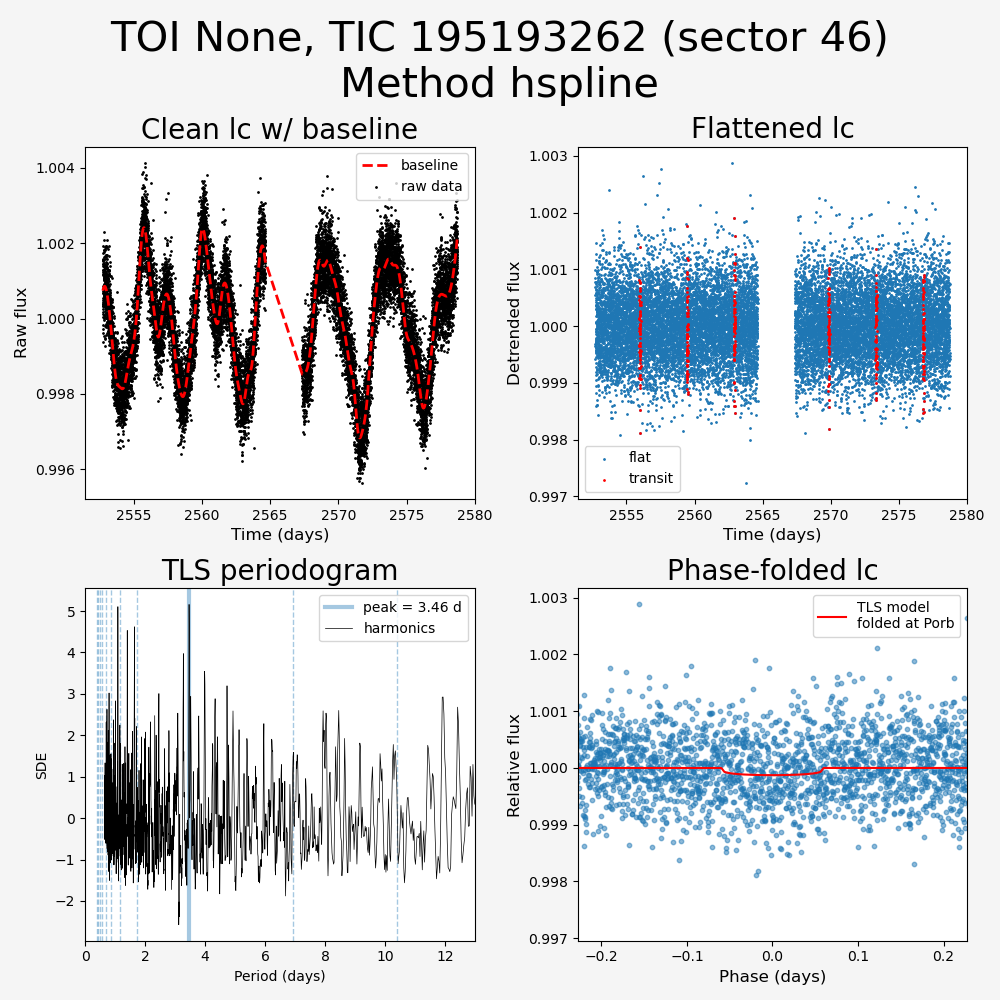 TOI None, TIC 195193262 (sector 46)
Method hspline
Clean lc w/ baseline
Flattened lc
1.004
1.002
1.000
0.998
0.996
Raw flux
baseline
raw data
2555
2560
2565
2570
2575
2580
Time (days)
1.003
1.002
1.001
1.000
0.999
0.998
0.997
Detrended flux
flat
transit
2555
2560
2565
2570
2575
2580
Time (days)
TLS periodogram
Phase-folded lc
5
4
3
2
1
0
−1
−2
SDE
peak = 3.46 d
harmonics
0
2
4
6
8
10
12
Period (days)
1.003
1.002
1.001
1.000
0.999
0.998
0.997
Relative flux
TLS model
folded at Porb
−0.2
−0.1
0.0
0.1
0.2
Phase (days)